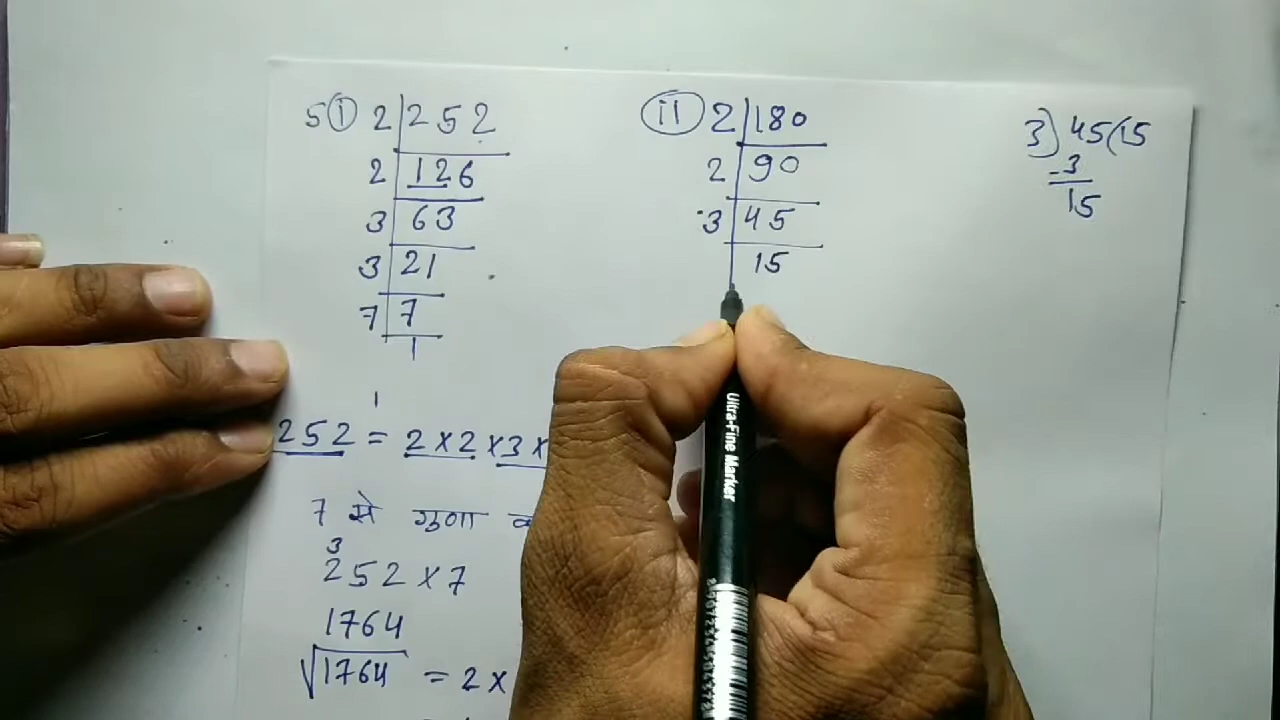 5 (i) 2 | 252
2 | 126
3 | 63
3 | 21
7 | 7
1
1
252 = 2 x 2 x 3 x
7 से गुणा
3
252 x 7
1764
√1764 = 2 x
(ii) 2 | 180
2 | 90
3 | 45
15
3) 45 (15
-3
15
Ultra-Fine Marker